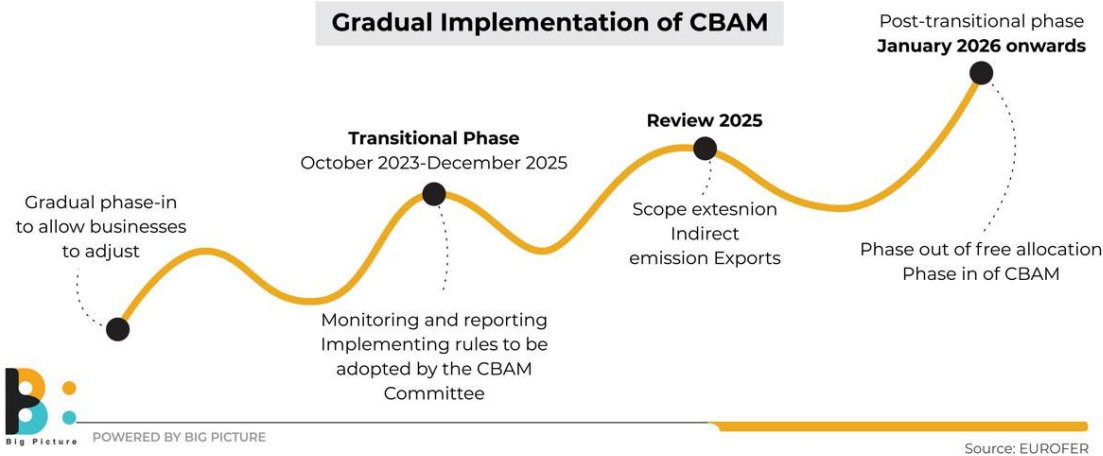 Gradual Implementation of CBAM
Post-transitional phase
January 2026 onwards
Review 2025
Transitional Phase
October 2023-December 2025
Gradual phase-in
to allow businesses
to adjust
Scope extesnion
Indirect
emission Exports
Phase out of free allocation
Phase in of CBAM
Monitoring and reporting
Implementing rules to be
adopted by the CBAM
Committee
B:
Big Picture
POWERED BY BIG PICTURE
Source: EUROFER